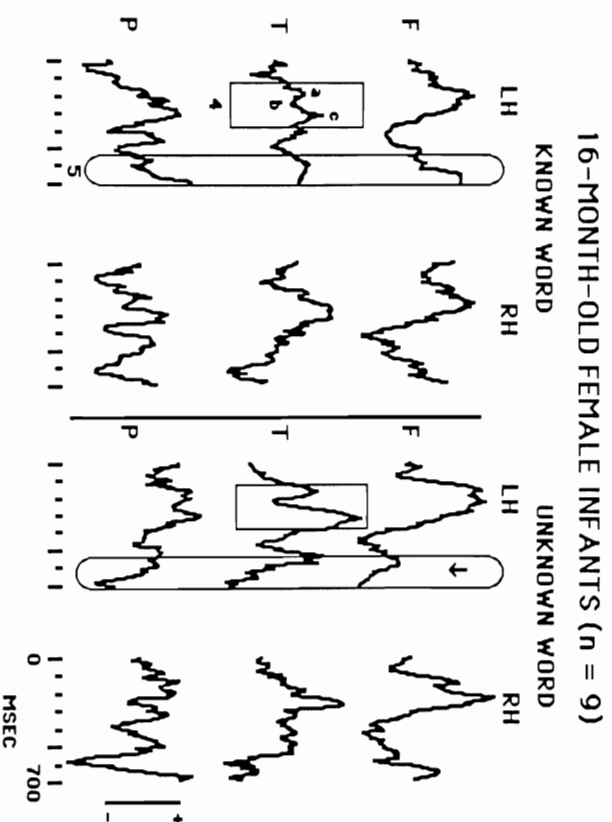 16-MONTH-OLD FEMALE INFANTS (n = 9)
KNOWN WORD
UNKNOWN WORD
LH
RH
LH
RH
F
F
T
a
b
c
4
T
P
5
P
0
700
MSEC
+
-